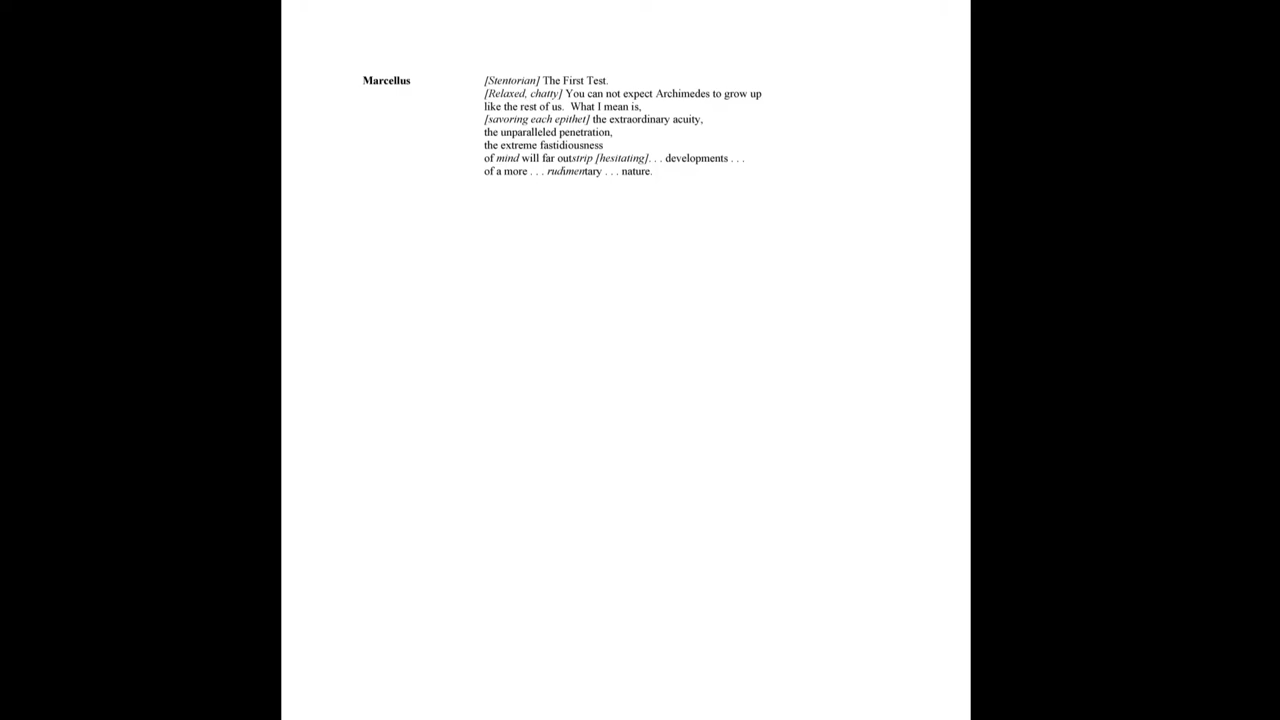 Marcellus [Stentorian] The First Test.
[Relaxed, chatty] You can not expect Archimedes to grow up
like the rest of us. What I mean is,
[savoring each epithet] the extraordinary acuity,
the unparalleled penetration,
the extreme fastidiousness
of mind will far outstrip [hesitating]. . . developments . . .
of a more . . . rudimentary . . . nature.